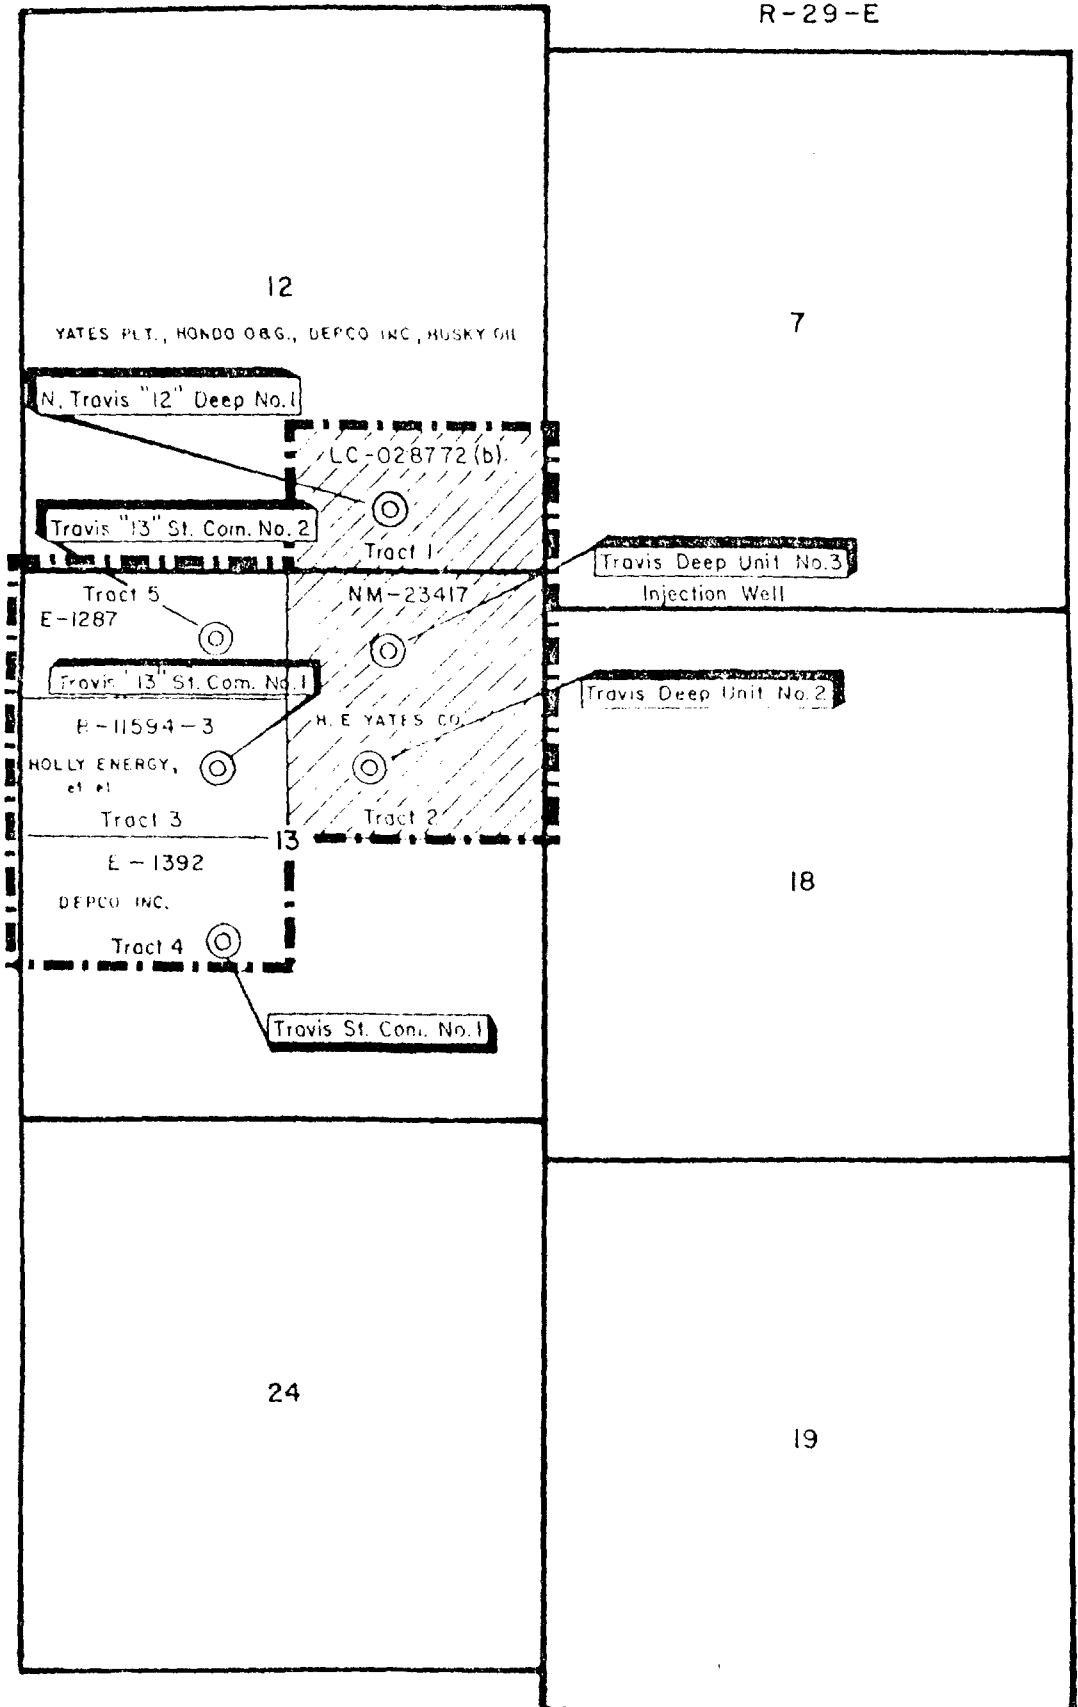 R-29-E
12
7
YATES PET., HONDO O&G., DEPCO INC, HUSKY OIL
N. Travis "12" Deep No.1
LC-028772(b)
Travis "13" St. Com. No. 2
Tract 1
Travis Deep Unit No.3
Injection Well
Tract 5
NM-23417
E-1287
Travis "13" St. Com. No.1
Travis Deep Unit No.2
B-11594-3
H. E YATES CO.
HOLLY ENERGY,
et al
Tract 3
Tract 2
13
E-1392
18
DEPCO INC.
Tract 4
Travis St. Com. No.1
24
19